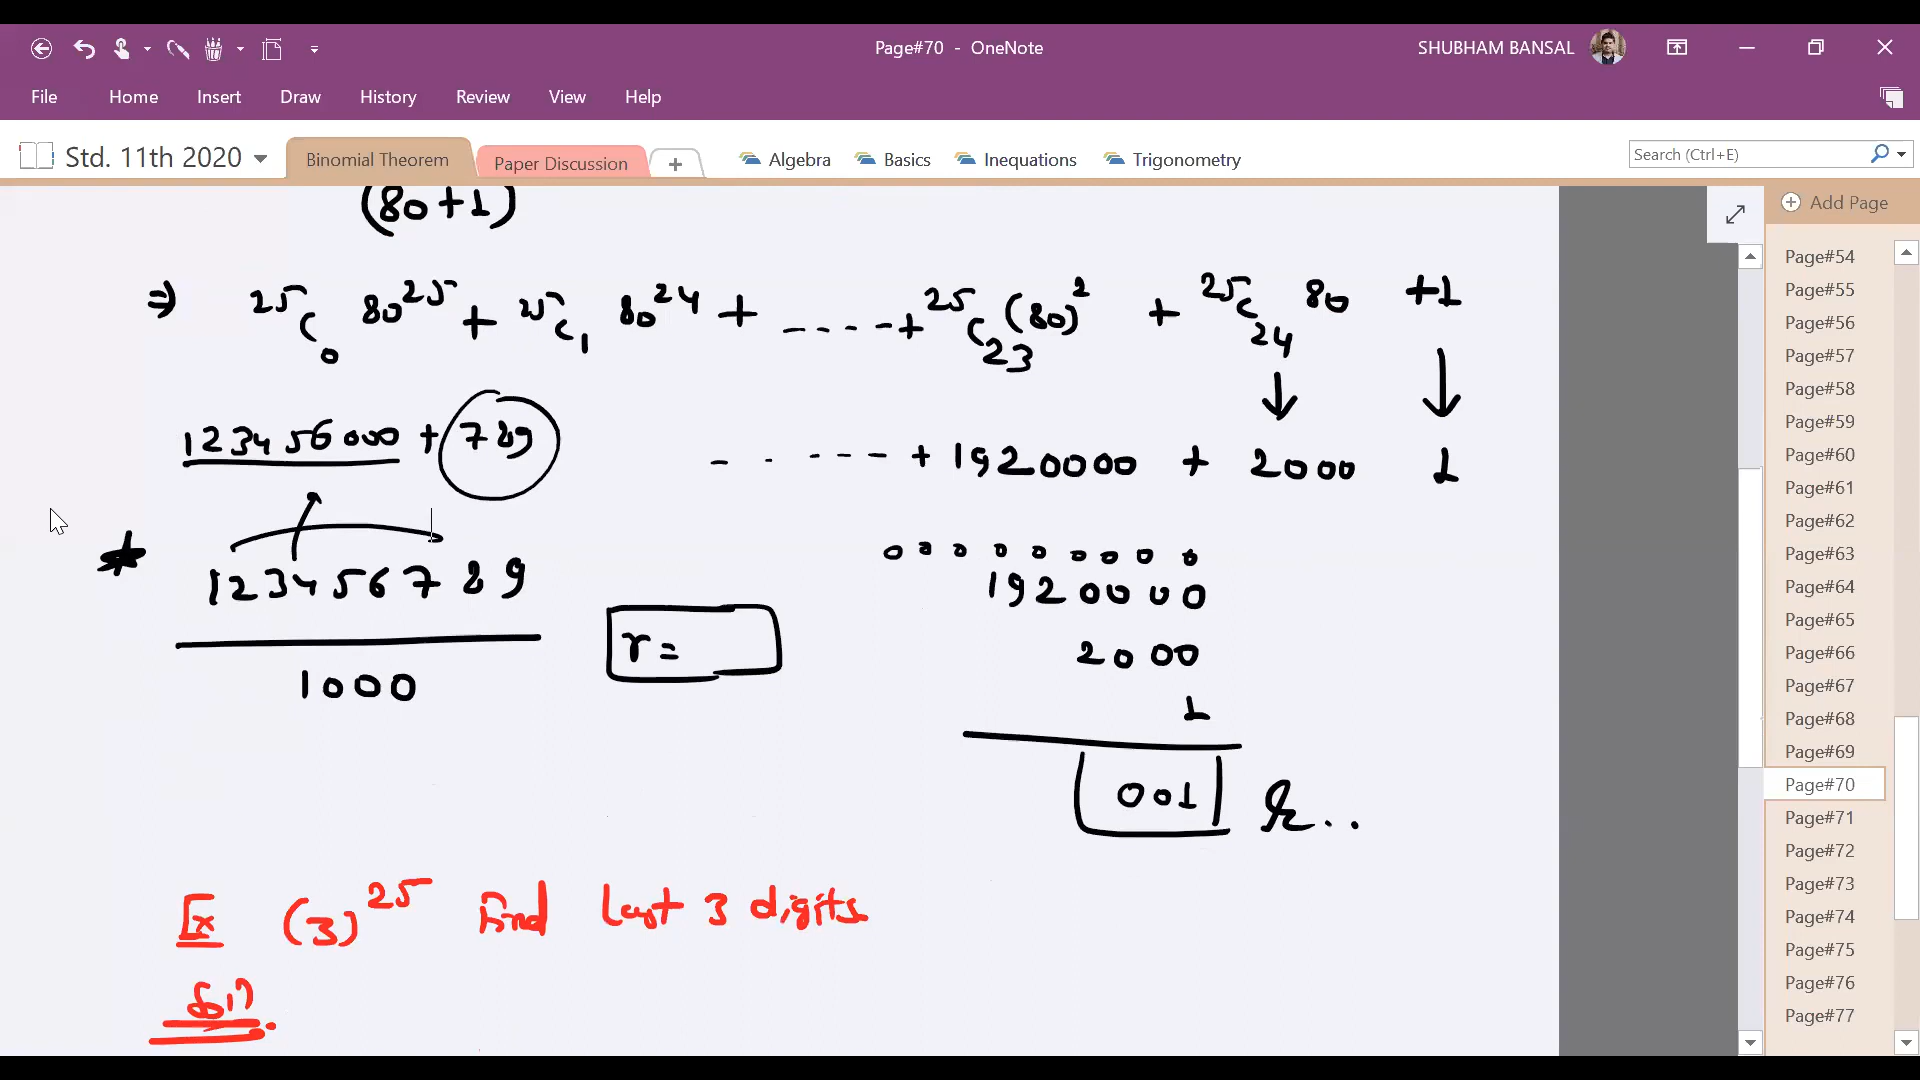 Page#70 - OneNote
SHUBHAM BANSAL
File Home Insert Draw History Review View Help
Std. 11th 2020
Binomial Theorem
Paper Discussion
+
Algebra
Basics
Inequations
Trigonometry
Search (Ctrl+E)
Add Page
Page#54
Page#55
Page#56
Page#57
Page#58
Page#59
Page#60
Page#61
Page#62
Page#63
Page#64
Page#65
Page#66
Page#67
Page#68
Page#69
Page#70
Page#71
Page#72
Page#73
Page#74
Page#75
Page#76
Page#77
(80+1)
⇒ ²⁵C₀ 80²⁵ + ²⁵C₁ 80²⁴ + ----+ ²⁵C₂₃ (80)² + ²⁵C₂₄ 80 +1
123456000 + 789
------+ 1920000 + 2000 1
123456789
1000
r =
000000000
1920000
2000
1
001
Ex (3)²⁵ Find last 3 digits
Sol?